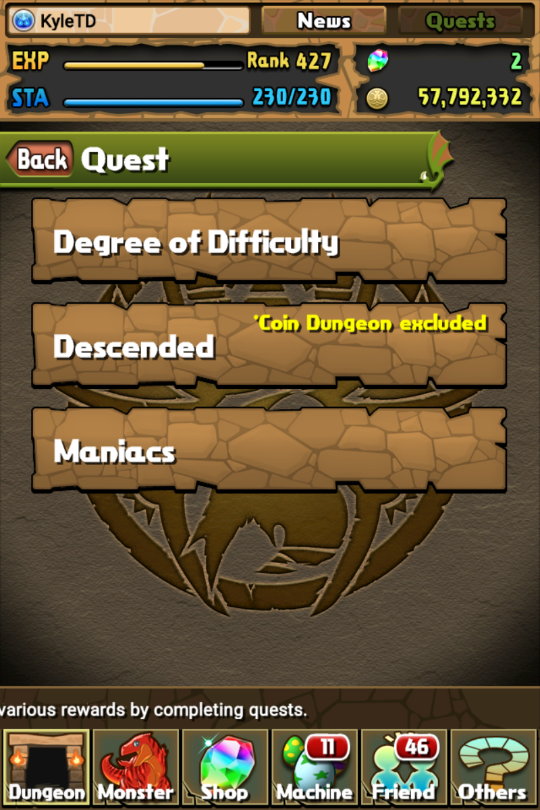 KyleTD
News
Quests
EXP
Rank 427
2
STA
230/230
57,792,332
Back
Quest
Degree of Difficulty
*Coin Dungeon excluded
Descended
Maniacs
various rewards by completing quests.
11
46
Dungeon
Monster
Shop
Machine
Friend
Others